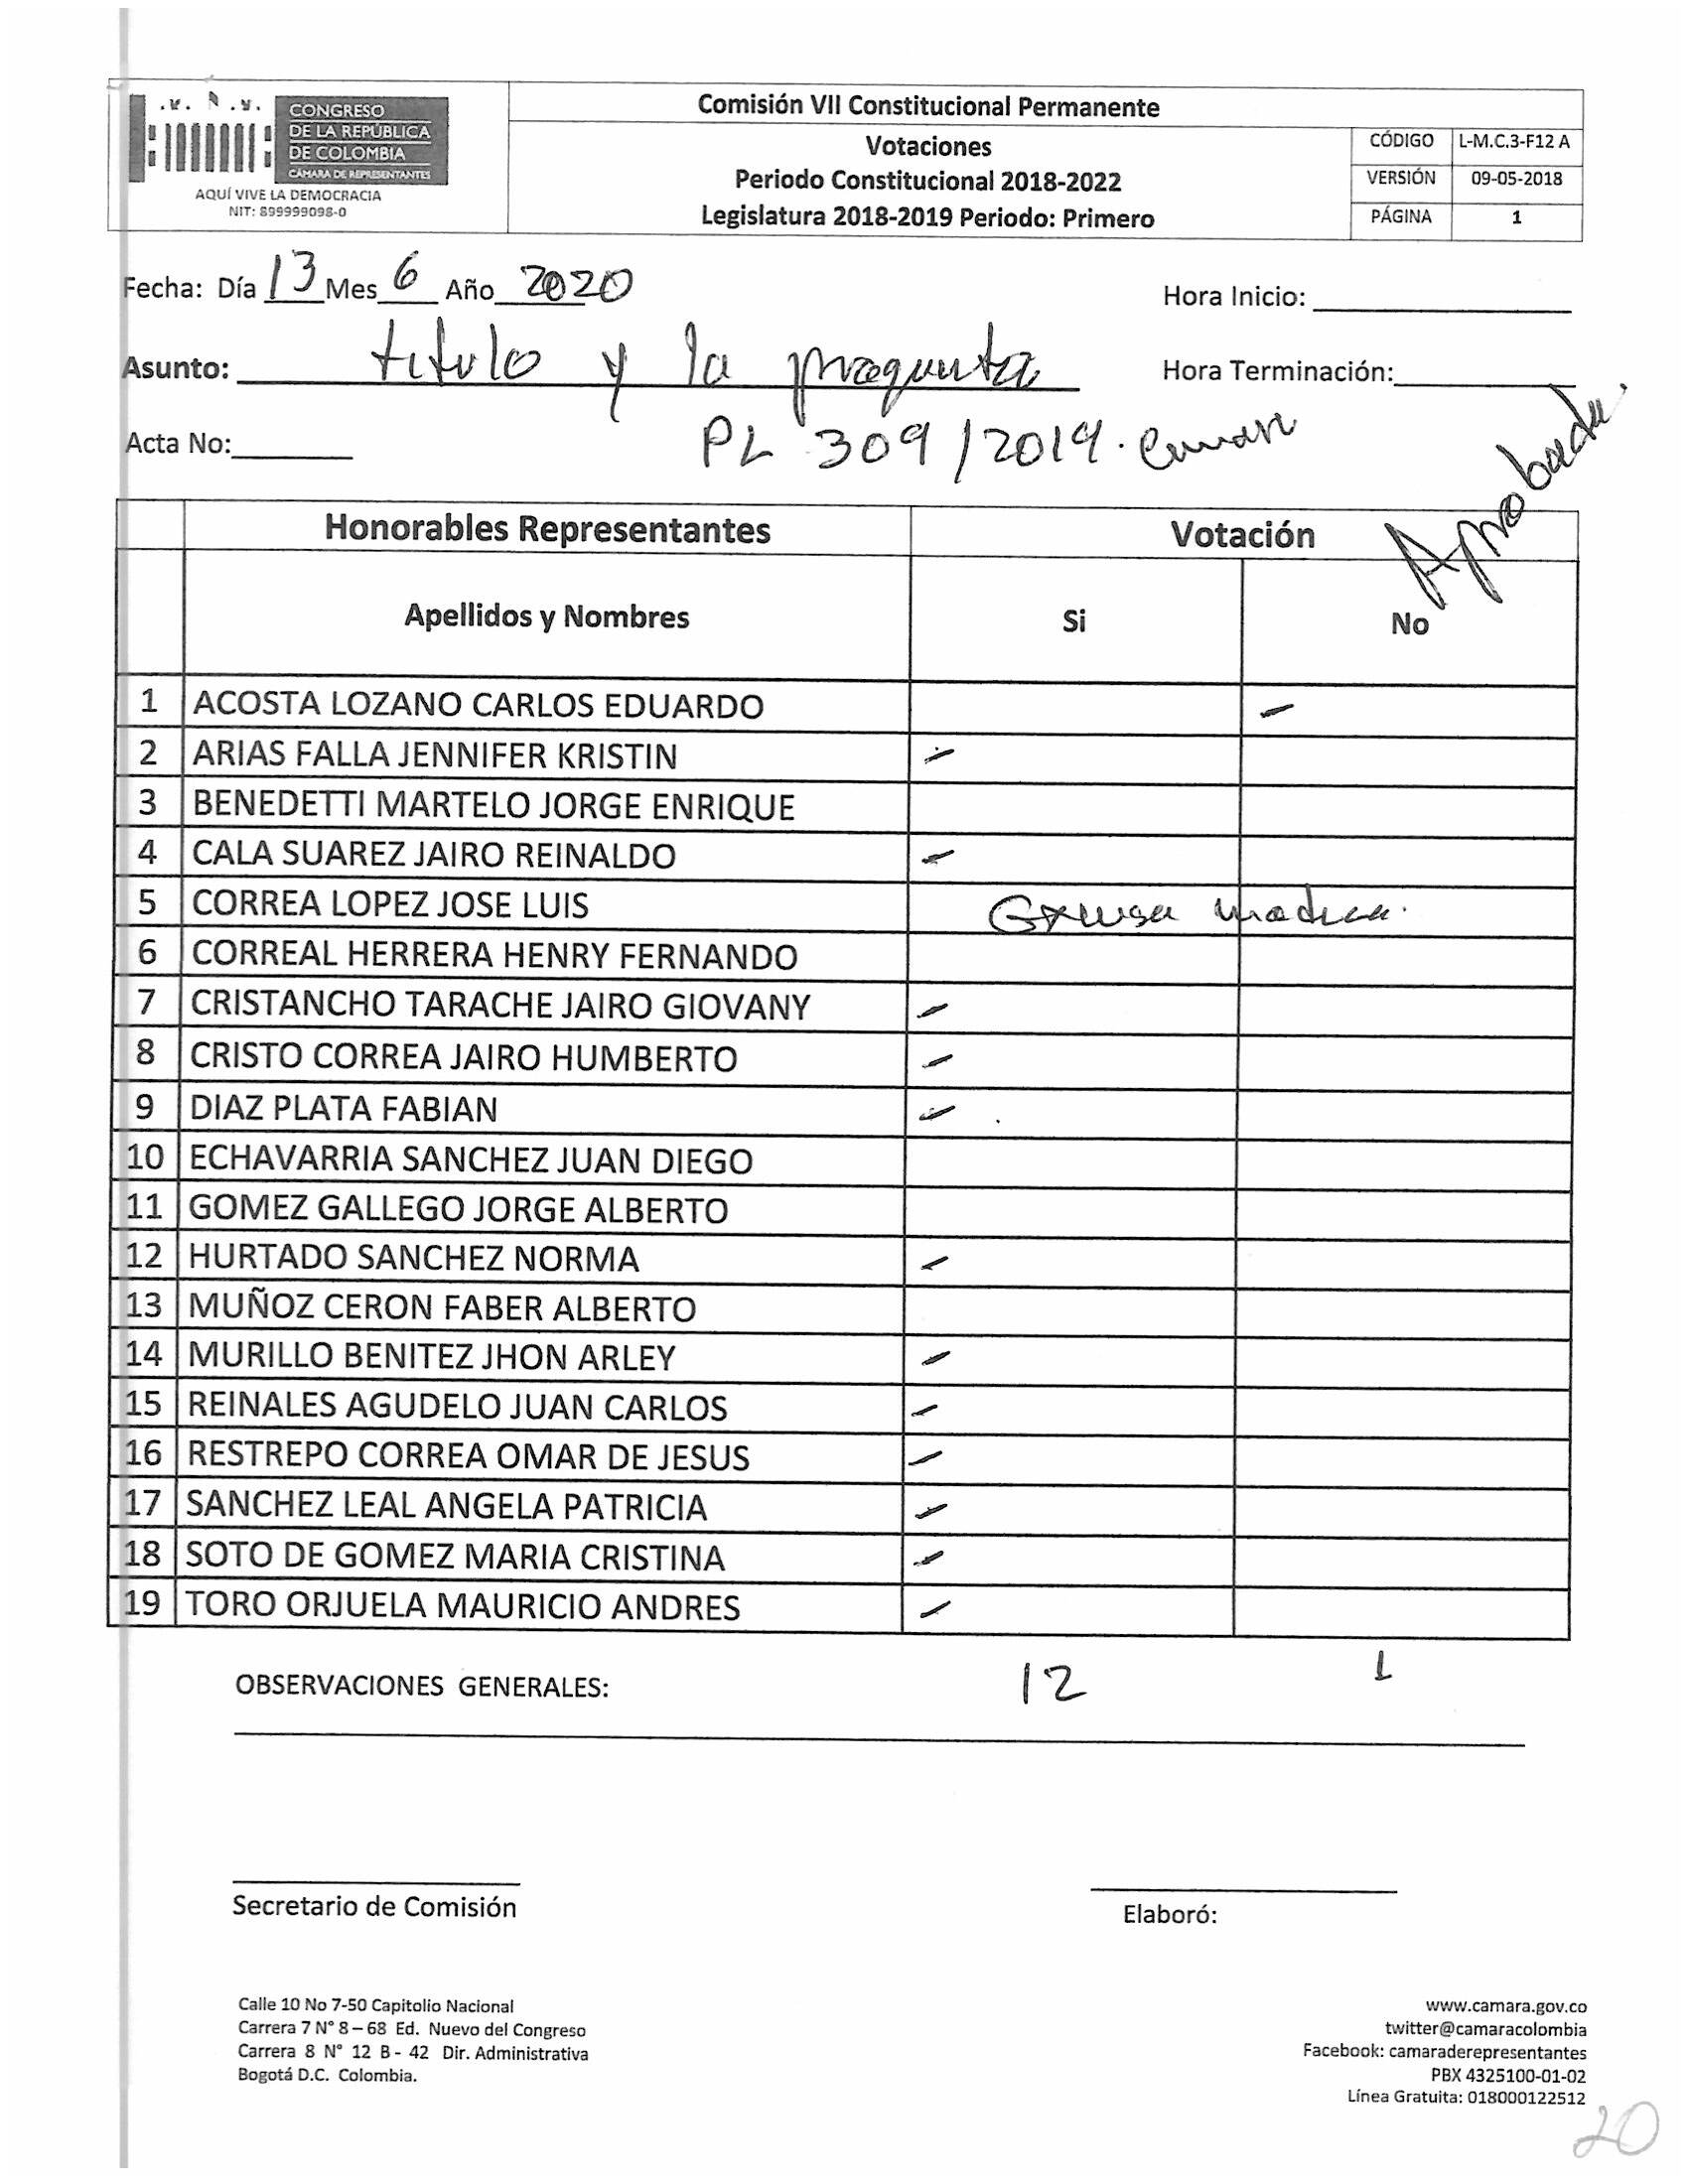 CONGRESO
DE LA REPÚBLICA
DE COLOMBIA
CÁMARA DE REPRESENTANTES
AQUÍ VIVE LA DEMOCRACIA
NIT: 899999098-0
Comisión VII Constitucional Permanente
Votaciones
Periodo Constitucional 2018-2022
Legislatura 2018-2019 Periodo: Primero
CÓDIGO L-M.C.3-F12 A
VERSIÓN 09-05-2018
PÁGINA 1
Fecha: Día 13 Mes 6 Año 2020
Hora Inicio:
Asunto: titulo y la pregunta
Hora Terminación:
Acta No:
PL 309/2019.
Aprobada
Honorables Representantes Votación
Apellidos y Nombres Si No
1 ACOSTA LOZANO CARLOS EDUARDO
2 ARIAS FALLA JENNIFER KRISTIN
3 BENEDETTI MARTELO JORGE ENRIQUE
4 CALA SUAREZ JAIRO REINALDO
5 CORREA LOPEZ JOSE LUIS
6 CORREAL HERRERA HENRY FERNANDO
7 CRISTANCHO TARACHE JAIRO GIOVANY
8 CRISTO CORREA JAIRO HUMBERTO
9 DIAZ PLATA FABIAN
10 ECHAVARRIA SANCHEZ JUAN DIEGO
11 GOMEZ GALLEGO JORGE ALBERTO
12 HURTADO SANCHEZ NORMA
13 MUÑOZ CERON FABER ALBERTO
14 MURILLO BENITEZ JHON ARLEY
15 REINALES AGUDELO JUAN CARLOS
16 RESTREPO CORREA OMAR DE JESUS
17 SANCHEZ LEAL ANGELA PATRICIA
18 SOTO DE GOMEZ MARIA CRISTINA
19 TORO ORJUELA MAURICIO ANDRES
OBSERVACIONES GENERALES: 12 1
Secretario de Comisión
Elaboró:
Calle 10 No 7-50 Capitolio Nacional
Carrera 7 N° 8 – 68 Ed. Nuevo del Congreso
Carrera 8 N° 12 B - 42 Dir. Administrativa
Bogotá D.C. Colombia.
www.camara.gov.co
twitter@camaracolombia
Facebook: camaraderepresentantes
PBX 4325100-01-02
Línea Gratuita: 018000122512
20